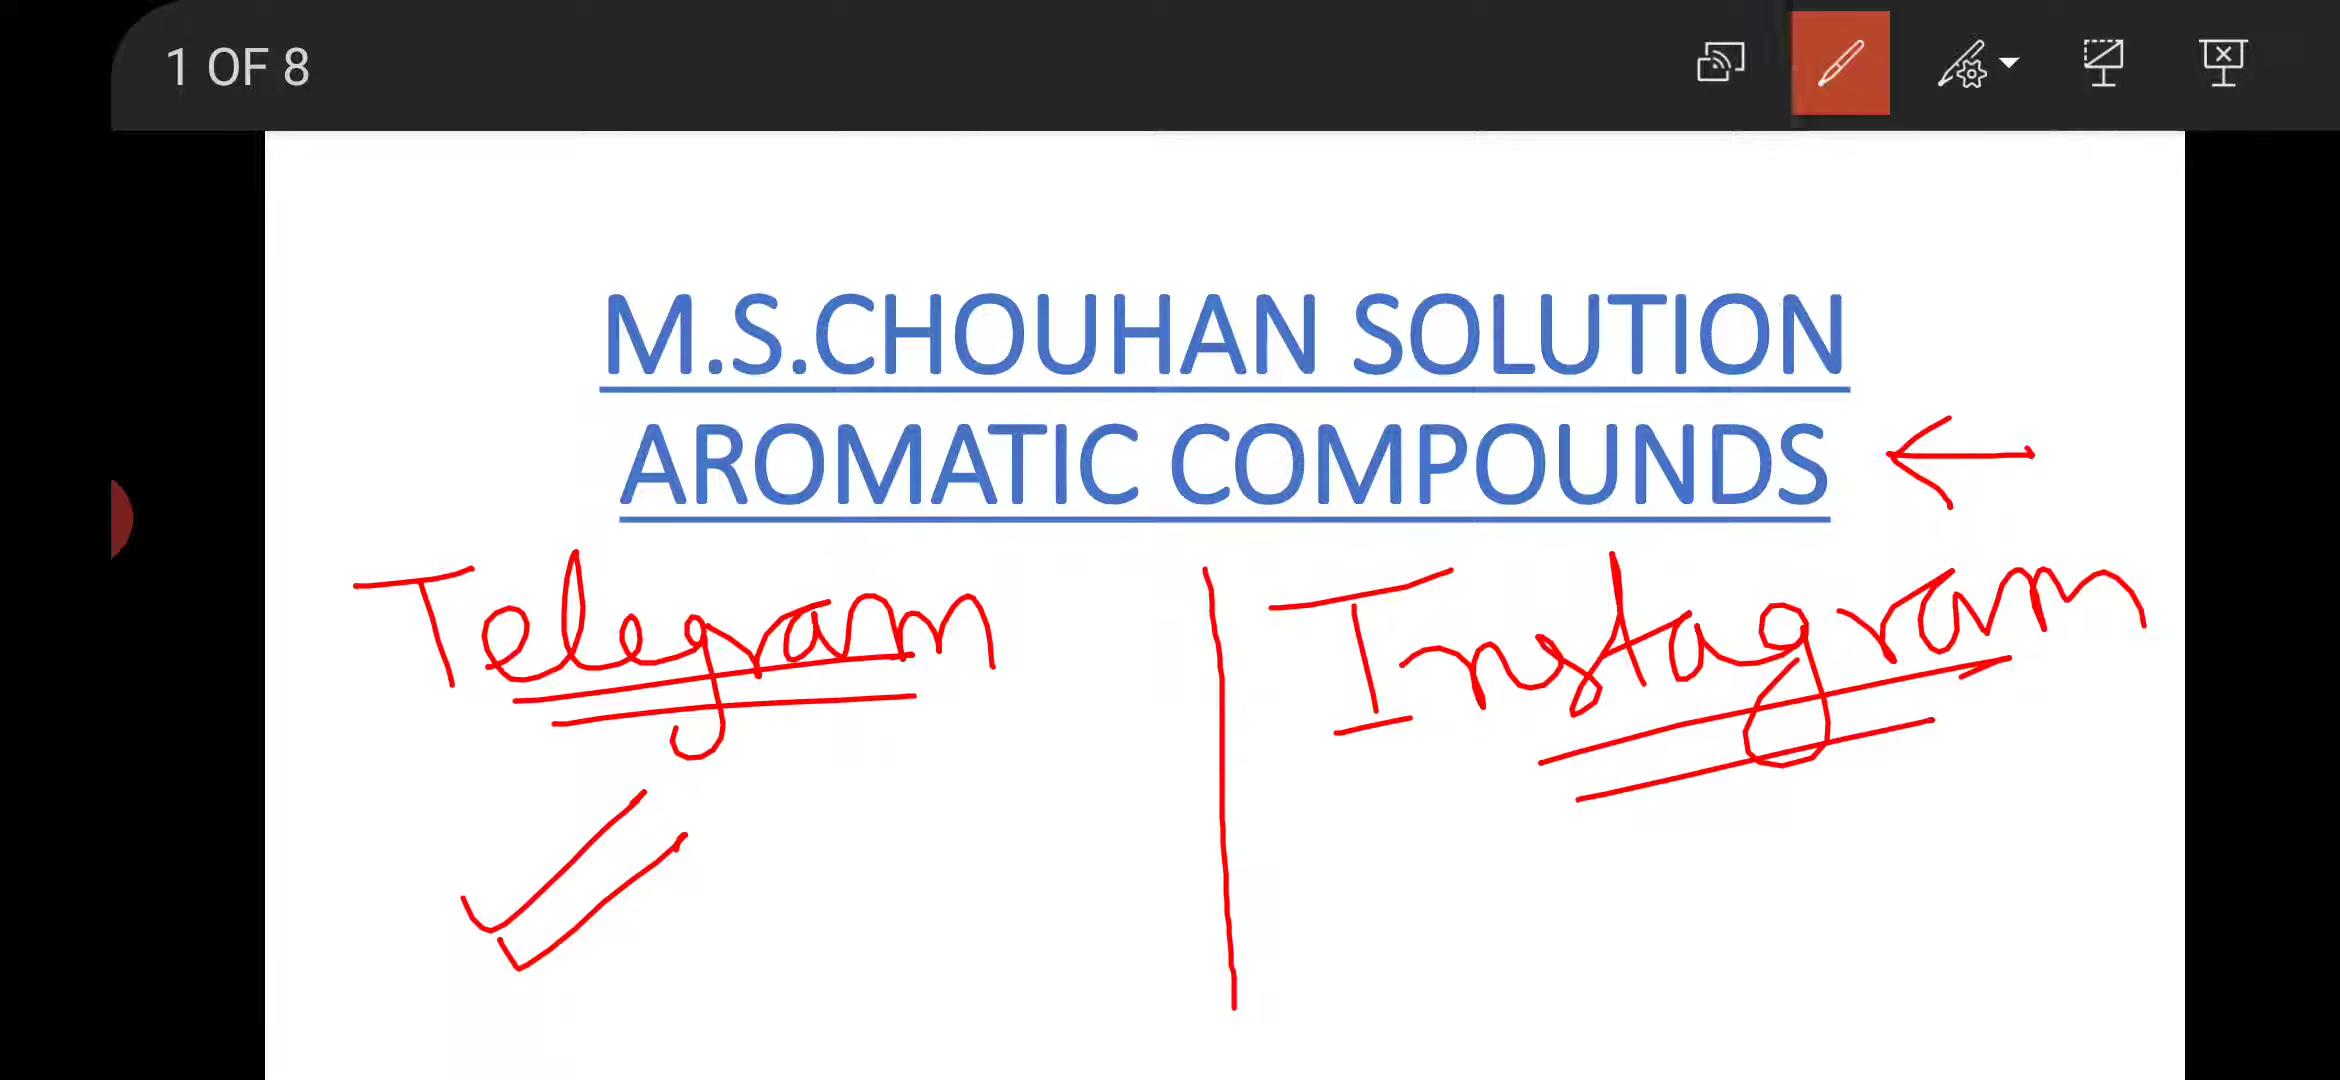 1 OF 8
M.S.CHOUHAN SOLUTION
AROMATIC COMPOUNDS
Telegram
Instagram